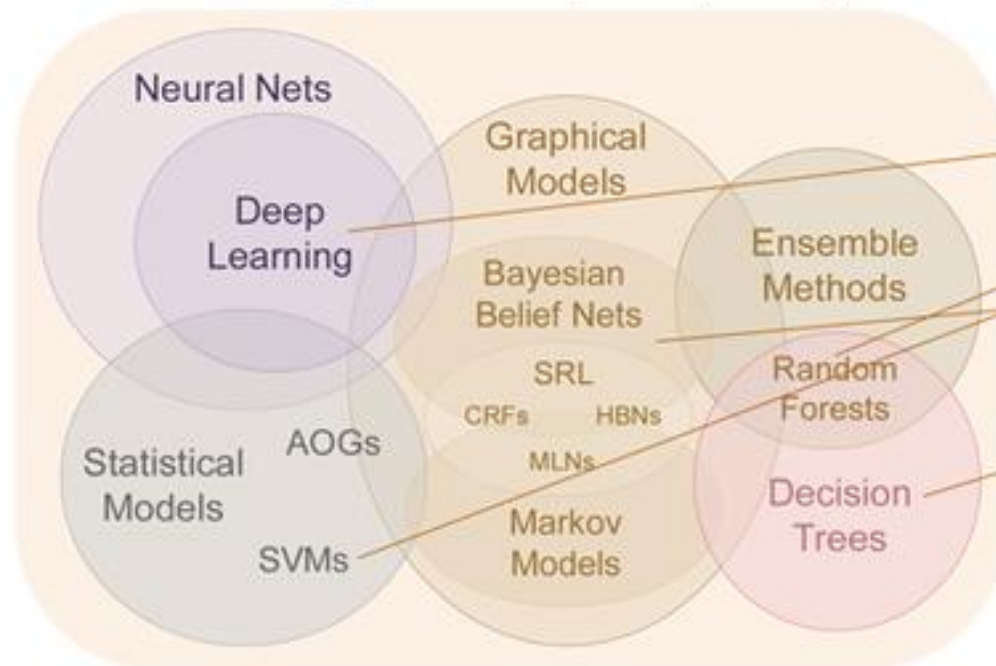 Neural Nets
Deep
Learning
Graphical
Models
Bayesian
Belief Nets
SRL
CRFs
HBNs
MLNs
Markov
Models
Ensemble
Methods
Random
Forests
Decision
Trees
Statistical
Models
AOGs
SVMs